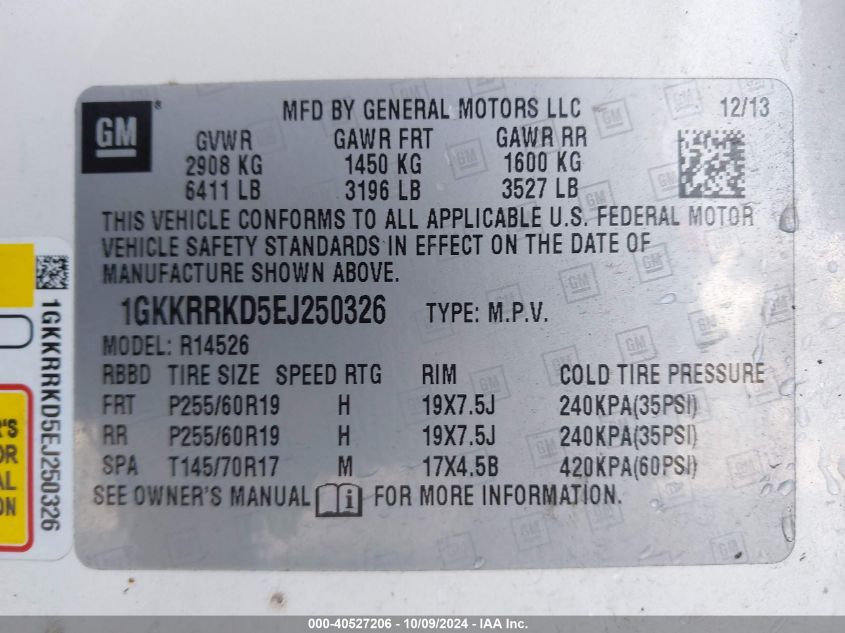 GM ®
MFD BY GENERAL MOTORS LLC 12/13
GVWR GAWR FRT GAWR RR
2908 KG 1450 KG 1600 KG
6411 LB 3196 LB 3527 LB
THIS VEHICLE CONFORMS TO ALL APPLICABLE U.S. FEDERAL MOTOR
VEHICLE SAFETY STANDARDS IN EFFECT ON THE DATE OF
MANUFACTURE SHOWN ABOVE.
1GKKRRKD5EJ250326 TYPE: M.P.V.
MODEL: R14526
RBBD TIRE SIZE SPEED RTG RIM COLD TIRE PRESSURE
FRT P255/60R19 H 19X7.5J 240KPA(35PSI)
RR P255/60R19 H 19X7.5J 240KPA(35PSI)
SPA T145/70R17 M 17X4.5B 420KPA(60PSI)
SEE OWNER'S MANUAL FOR MORE INFORMATION.
1GKKRRKD5EJ250326
R'S
OR
AL
ON
000-40527206 - 10/09/2024 - IAA Inc.